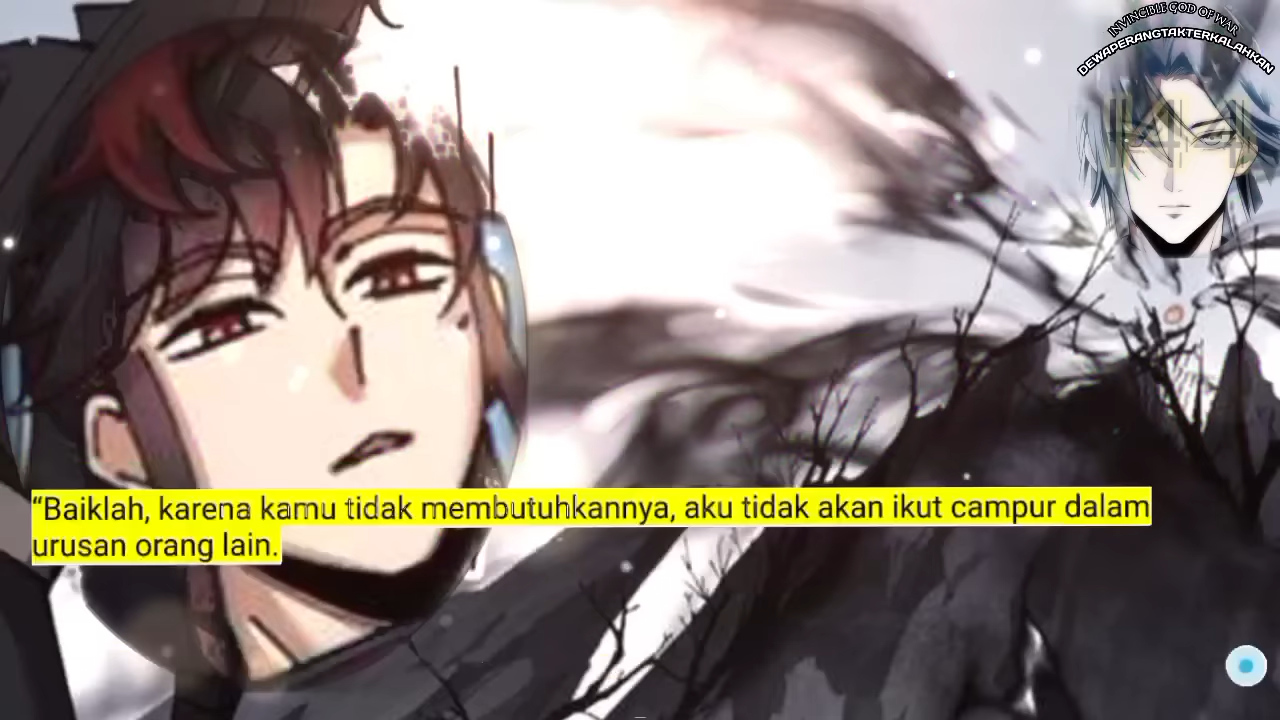 INVINCIBLE GOD OF WAR
DEWAPERANGTAKTERKALAHKAN
“Baiklah, karena kamu tidak membutuhkannya, aku tidak akan ikut campur dalam
urusan orang lain.